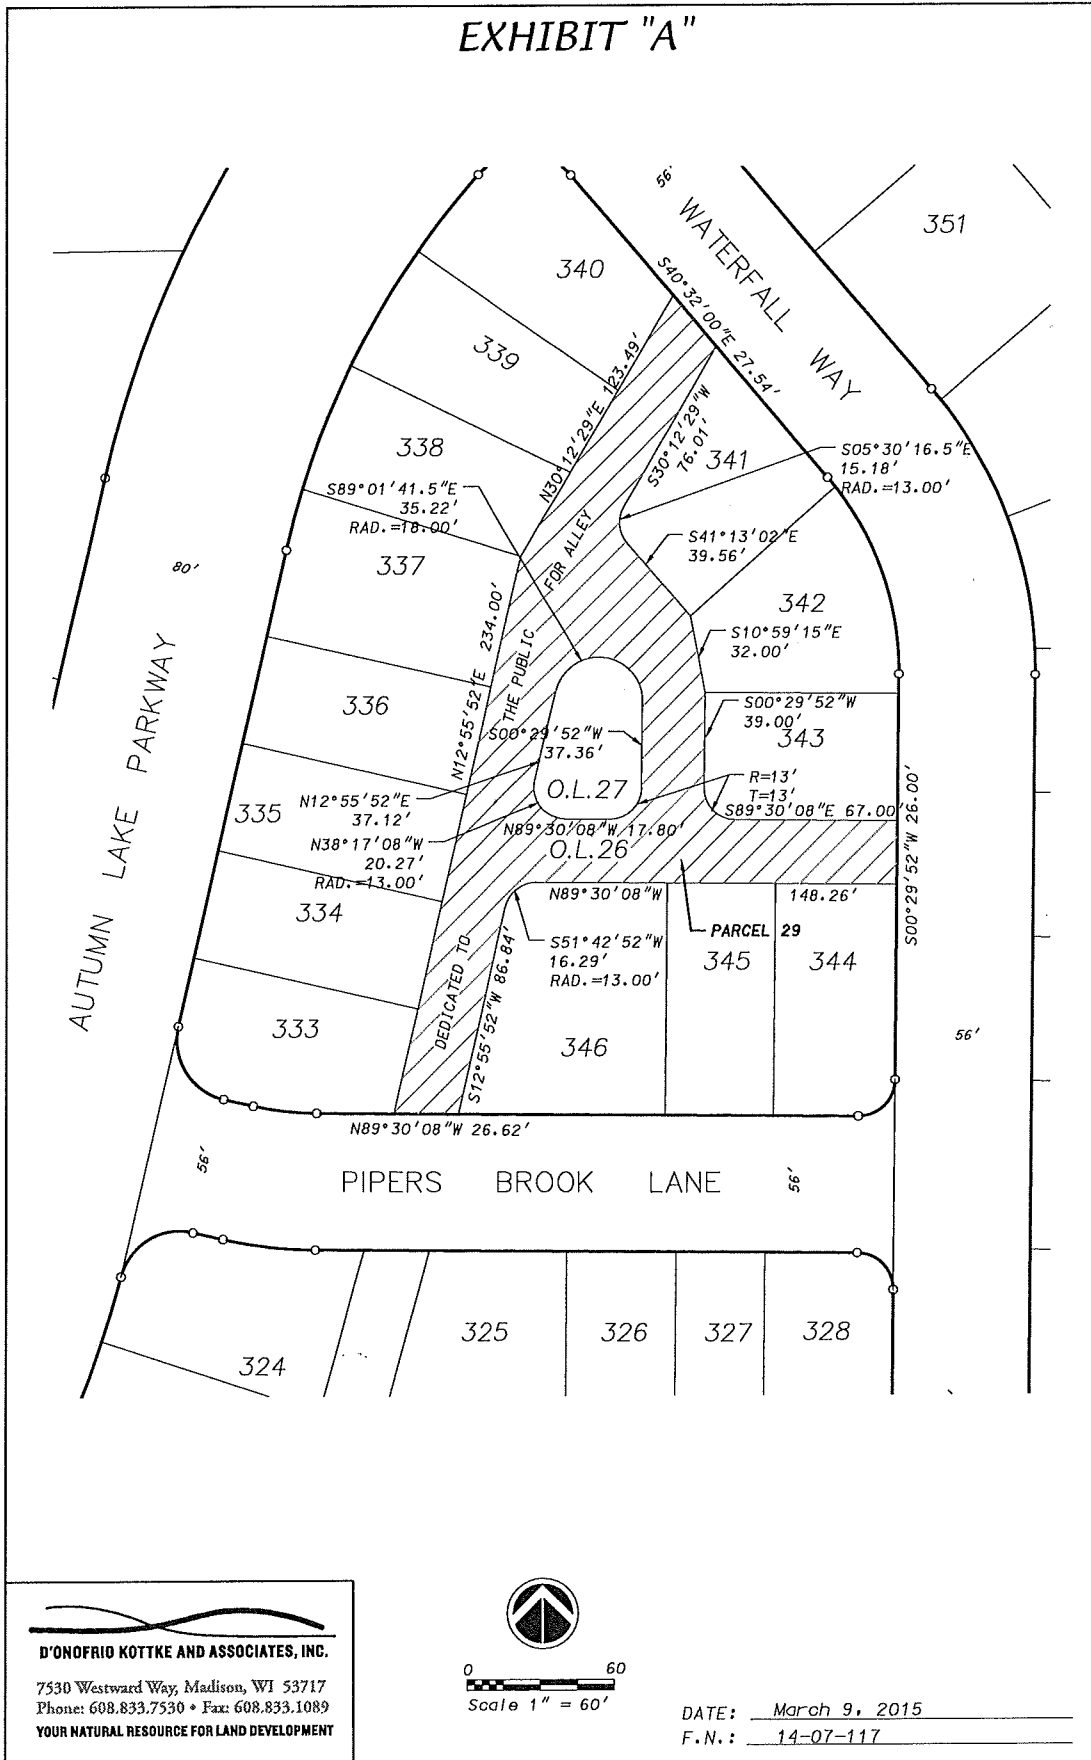 EXHIBIT "A"
56'
WATERFALL WAY
351
340
S40°32'00"E 27.54'
339
N30°12'29"E 123.49'
338
S30°12'29"W
76.01'
341
S05°30'16.5"E
15.18'
RAD.=13.00'
S89°01'41.5"E
35.22'
RAD.=18.00'
FOR ALLEY
S41°13'02"E
39.56'
337
80'
342
N12°55'52"E 234.00'
THE PUBLIC
S10°59'15"E
32.00'
336
S00°29'52"W
37.36'
S00°29'52"W
39.00'
343
AUTUMN LAKE PARKWAY
O.L.27
R=13'
T=13'
N12°55'52"E
37.12'
335
S89°30'08"E 67.00'
N89°30'08"W 17.80'
N38°17'08"W
20.27'
RAD.=13.00'
O.L.26
S00°29'52"W 26.00'
334
N89°30'08"W
148.26'
PARCEL 29
S51°42'52"W
16.29'
RAD.=13.00'
345
344
DEDICATED TO
S12°55'52"W 86.84'
333
346
56'
N89°30'08"W 26.62'
56'
PIPERS BROOK LANE
56'
325
326
327
328
324
D'ONOFRIO KOTTKE AND ASSOCIATES, INC.
7530 Westward Way, Madison, WI 53717
Phone: 608.833.7530 • Fax: 608.833.1089
YOUR NATURAL RESOURCE FOR LAND DEVELOPMENT
0 60
Scale 1" = 60'
DATE: March 9, 2015
F.N.: 14-07-117